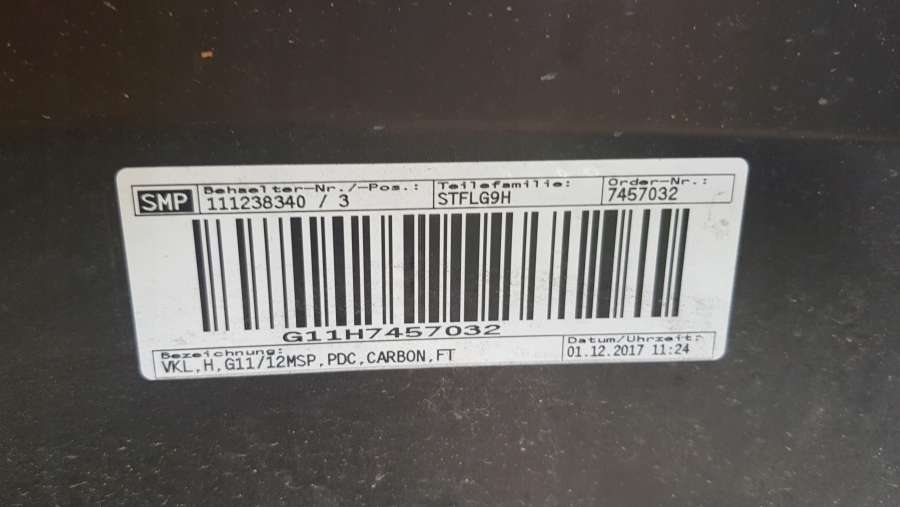 SMP
Behaelter-Nr./-Pos.:
111238340 / 3
Teilefamilie:
STFLG9H
Order-Nr.:
7457032
G11H7457032
Bezeichnung:
VKL,H,G11/12MSP,PDC,CARBON,FT
Datum/Uhrzeit:
01.12.2017 11:24